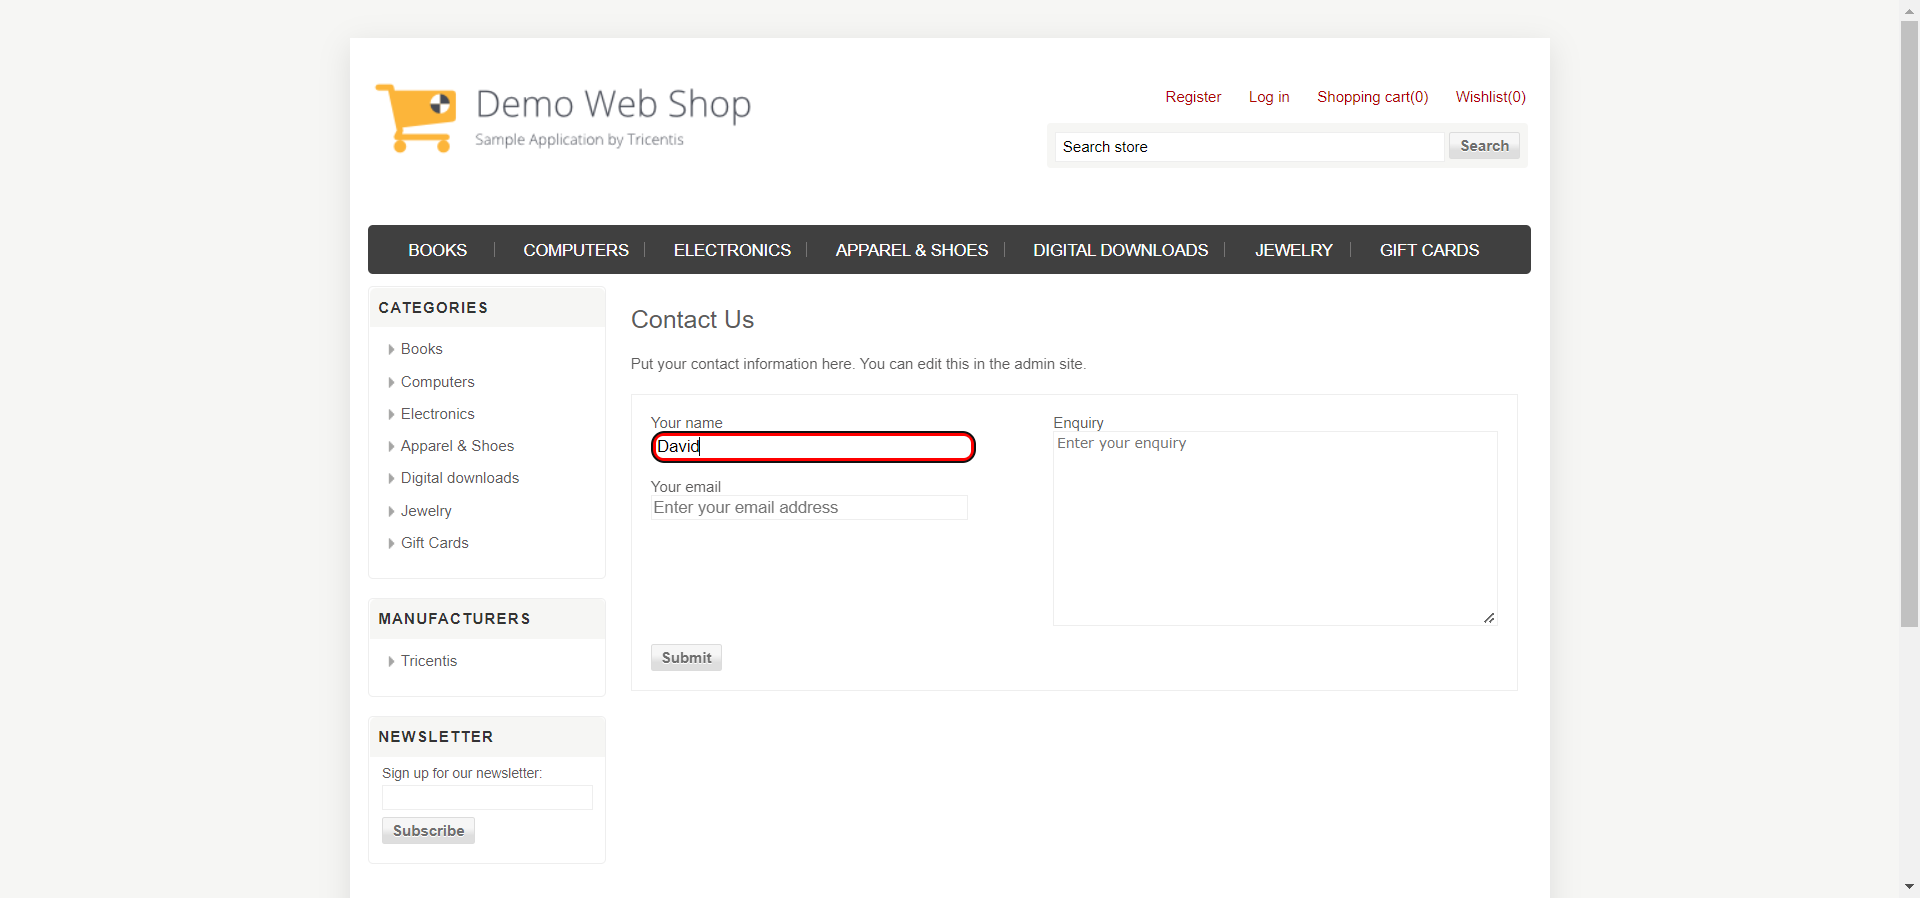 Demo Web Shop
Sample Application by Tricentis
Register Log in Shopping cart(0) Wishlist(0)
Search store Search
BOOKS COMPUTERS ELECTRONICS APPAREL & SHOES DIGITAL DOWNLOADS JEWELRY GIFT CARDS
CATEGORIES
Books
Computers
Electronics
Apparel & Shoes
Digital downloads
Jewelry
Gift Cards
MANUFACTURERS
Tricentis
NEWSLETTER
Sign up for our newsletter:
Subscribe
Contact Us
Put your contact information here. You can edit this in the admin site.
Your name
David
Your email
Enter your email address
Enquiry
Enter your enquiry
Submit